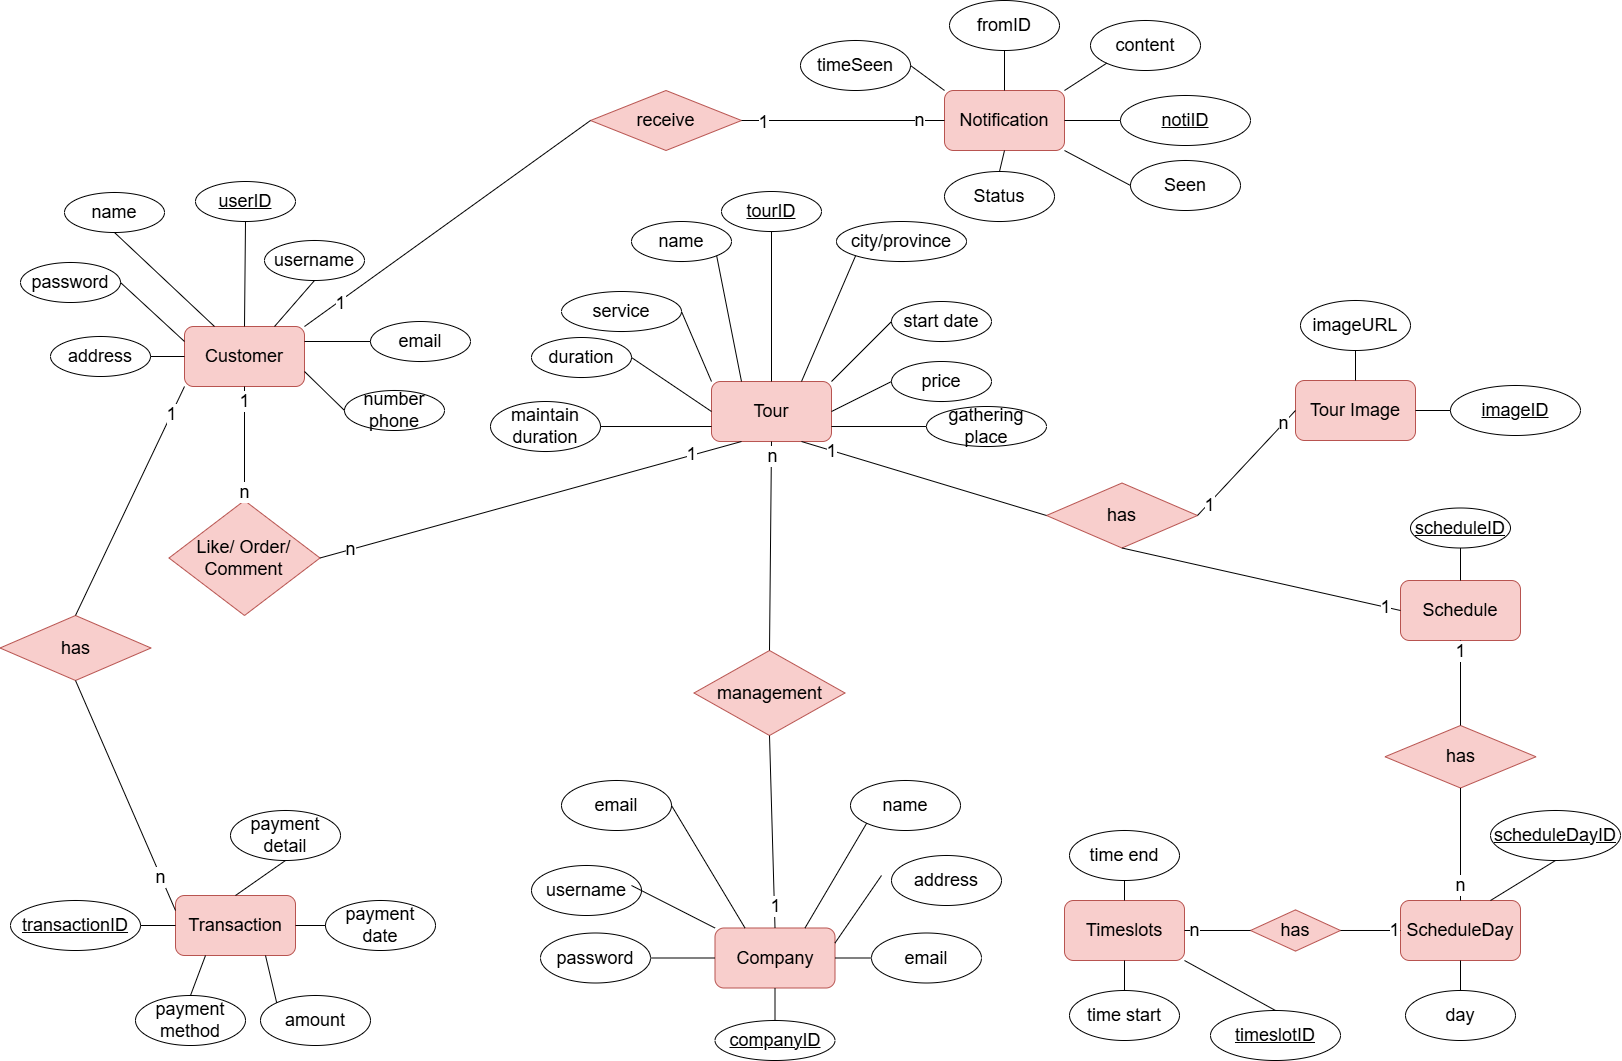 fromID
content
timeSeen
receive
1
n
Notification
notiID
Status
Seen
userID
name
username
password
1
Customer
address
email
number
phone
tourID
name
city/province
service
start date
duration
Tour
price
maintain
duration
gathering
place
imageURL
Tour Image
imageID
n
1
1
n
1
n
1
1
n
Like/ Order/
Comment
n
has
1
scheduleID
1
Schedule
1
has
management
has
n
1
n
payment
detail
transactionID
Transaction
payment
date
payment
method
amount
email
name
username
address
1
password
Company
email
companyID
scheduleDayID
time end
Timeslots
n
has
1
ScheduleDay
time start
timeslotID
day